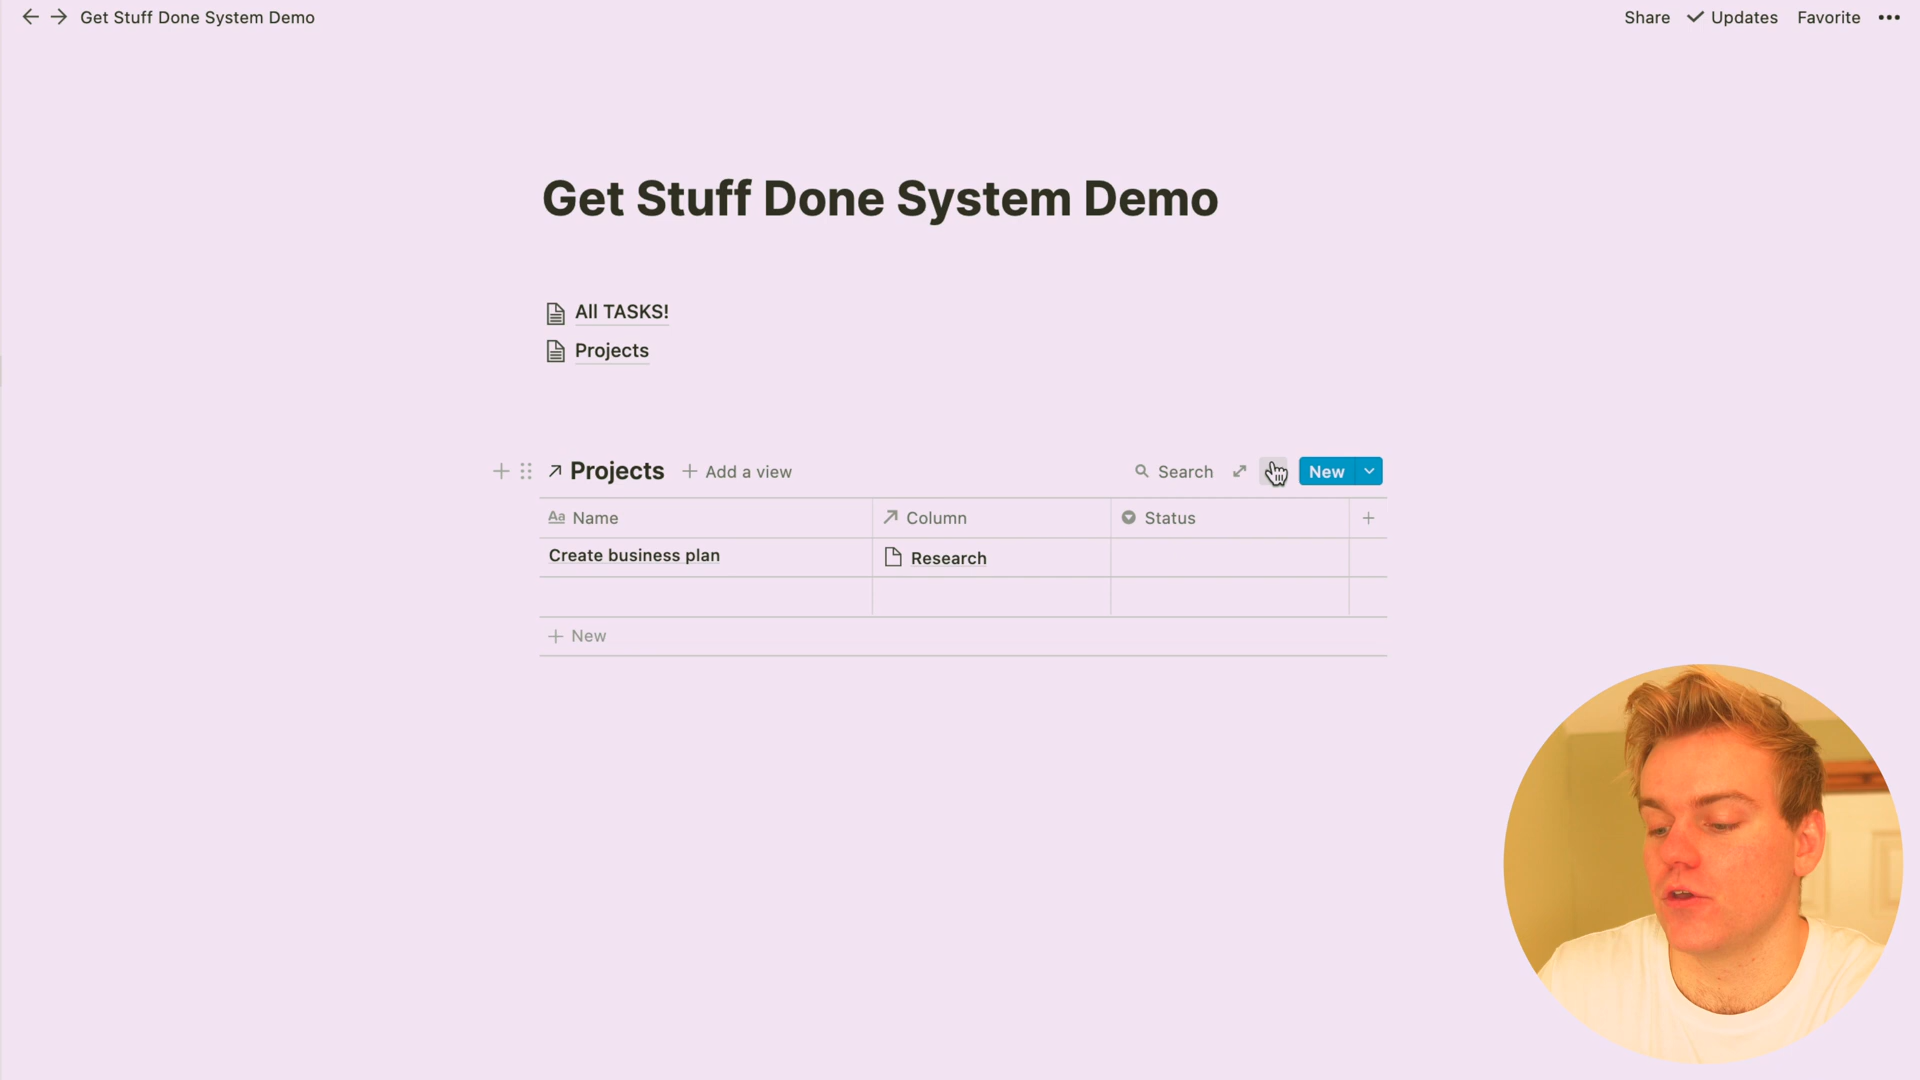 Get Stuff Done System Demo
Share Updates Favorite
Get Stuff Done System Demo
All TASKS!
Projects
Projects Add a view Search New
Aa Name Column Status
Create business plan Research
New